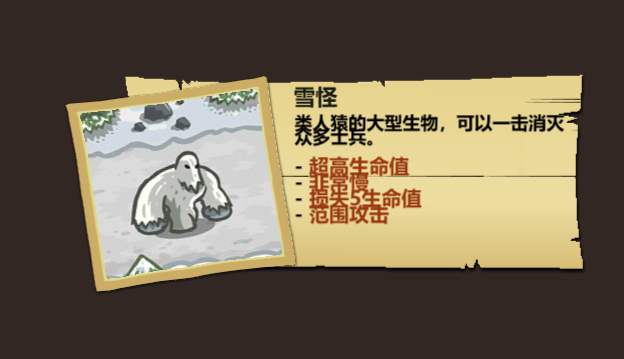 雪怪
类人猿的大型生物，可以一击消灭
众多士兵。
- 超高生命值
- 非常慢
- 损失5生命值
- 范围攻击